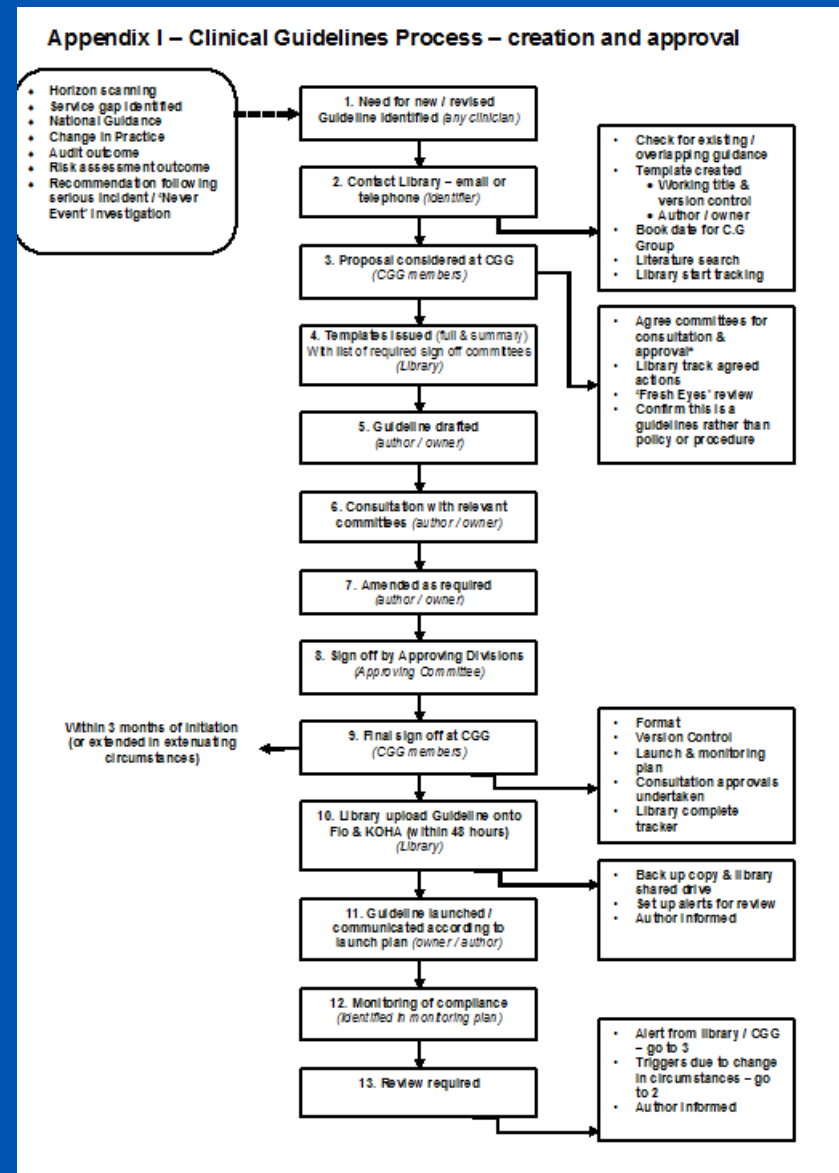 Appendix I – Clinical Guidelines Process – creation and approval
• Horizon scanning
• Service gap identified
• National Guidance
• Change in Practice
• Audit outcome
• Risk assessment outcome
• Recommendation following
serious incident / 'Never
Event' investigation
1. Need for new / revised
Guideline identified (any clinician)
2. Contact Library – email or
telephone (identifier)
• Check for existing /
overlapping guidance
• Template created
• Working title &
version control
• Author / owner
• Book date for C.G
Group
• Literature search
• Library start tracking
3. Proposal considered at CGG
(CGG members)
• Agree committees for
consultation &
approval*
• Library track agreed
actions
• 'Fresh Eyes' review
• Confirm this is a
guidelines rather than
policy or procedure
4. Templates issued (full & summary)
With list of required sign off committees
(Library)
5. Guideline drafted
(author / owner)
6. Consultation with relevant
committees (author / owner)
7. Amended as required
(author / owner)
8. Sign off by Approving Divisions
(Approving Committee)
Within 3 months of initiation
(or extended in extenuating
circumstances)
9. Final sign off at CGG
(CGG members)
• Format
• Version Control
• Launch & monitoring
plan
• Consultation approvals
undertaken
• Library complete
tracker
10. Library upload Guideline onto
Flo & KOHA (within 48 hours)
(Library)
• Back up copy & library
shared drive
• Set up alerts for review
• Author informed
11. Guideline launched /
communicated according to
launch plan (owner / author)
12. Monitoring of compliance
(identified in monitoring plan)
13. Review required
• Alert from library / CGG
– go to 3
• Triggers due to change
in circumstances – go
to 2
• Author informed